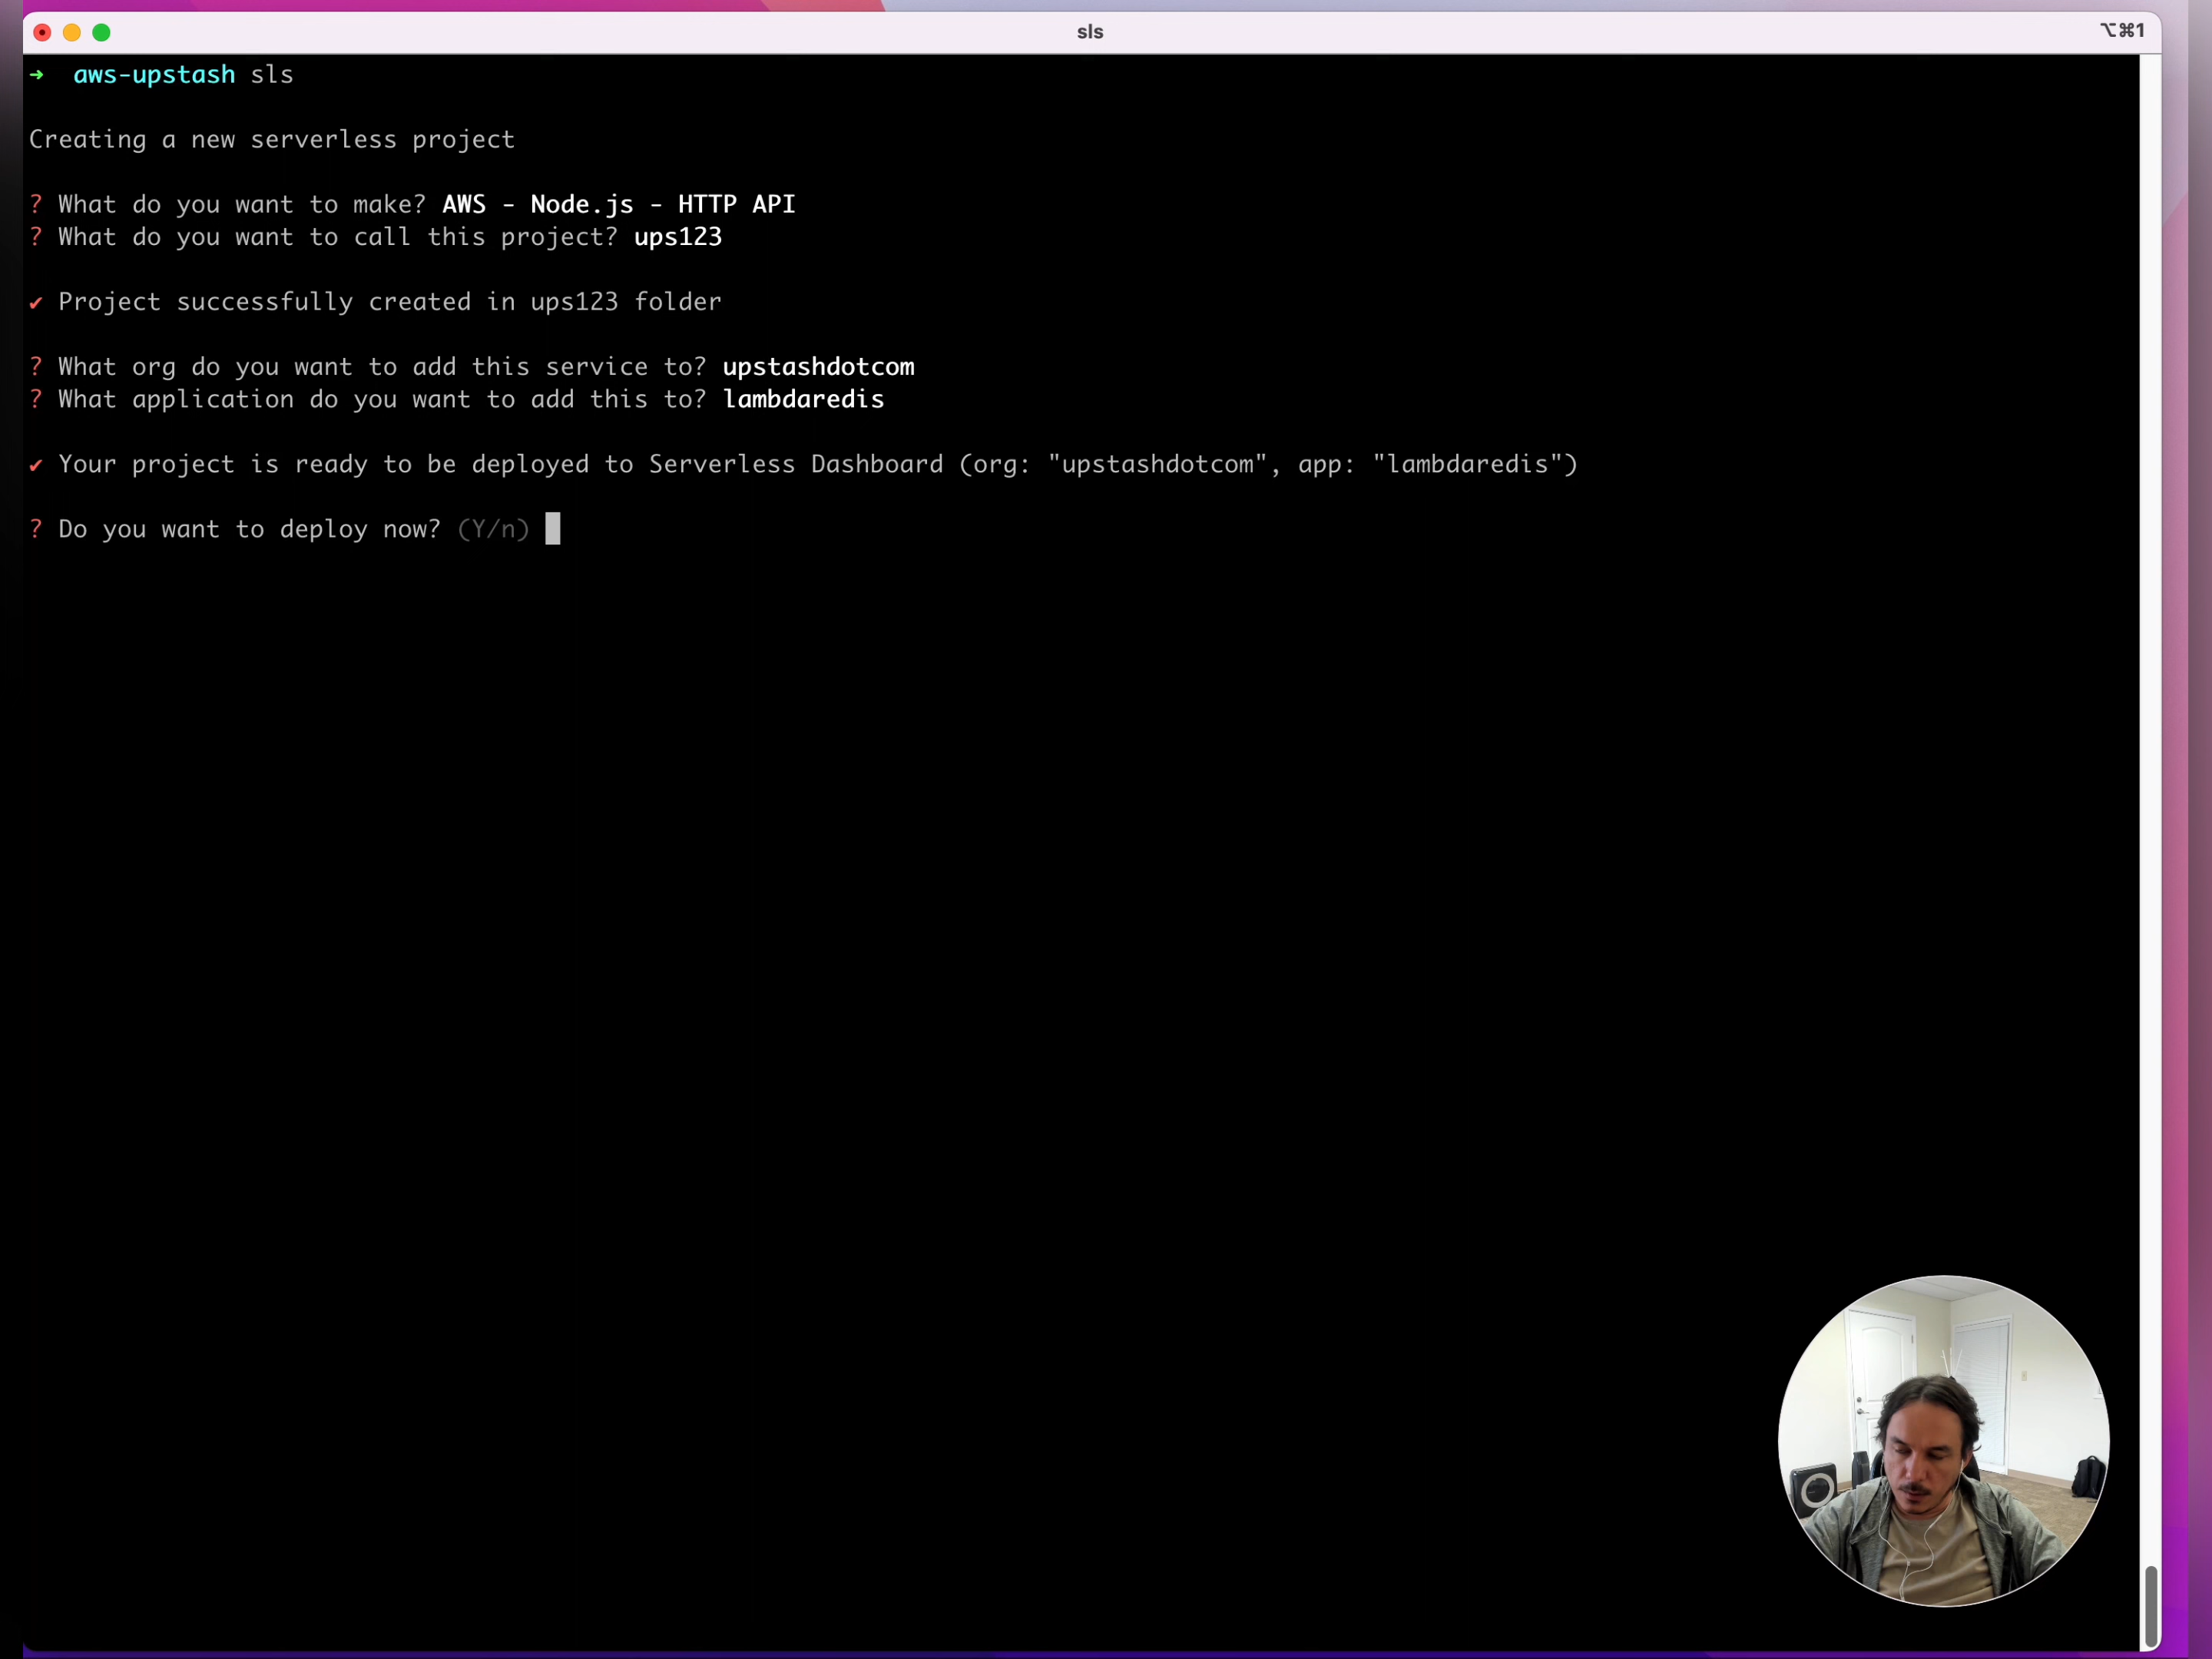 sls
⌥⌘1
➜ aws-upstash sls
Creating a new serverless project
? What do you want to make? AWS - Node.js - HTTP API
? What do you want to call this project? ups123
✔ Project successfully created in ups123 folder
? What org do you want to add this service to? upstashdotcom
? What application do you want to add this to? lambdaredis
✔ Your project is ready to be deployed to Serverless Dashboard (org: "upstashdotcom", app: "lambdaredis")
? Do you want to deploy now? (Y/n)